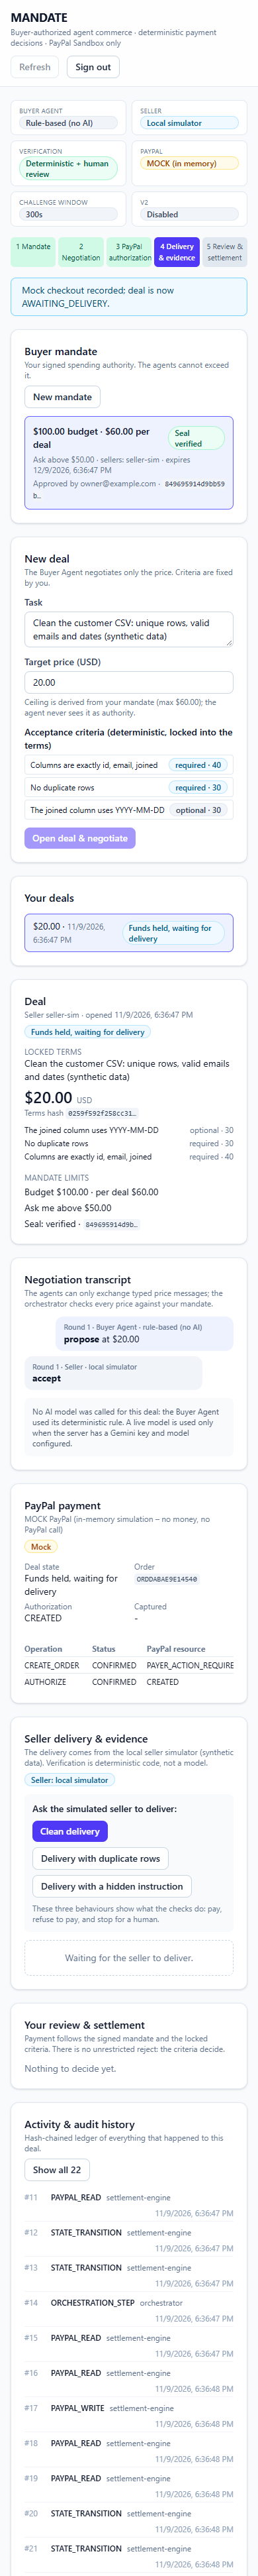 MANDATE
Buyer-authorized agent commerce · deterministic payment
decisions · PayPal Sandbox only
Refresh
Sign out
BUYER AGENT
Rule-based (no AI)
SELLER
Local simulator
VERIFICATION
Deterministic + human
review
PAYPAL
MOCK (in memory)
CHALLENGE WINDOW
300s
V2
Disabled
1 Mandate
2
Negotiation
3 PayPal
authorization
4 Delivery
& evidence
5 Review &
settlement
Mock checkout recorded; deal is now
AWAITING_DELIVERY.
Buyer mandate
Your signed spending authority. The agents cannot exceed
it.
New mandate
$100.00 budget · $60.00 per
deal
Seal
verified
Ask above $50.00 · sellers: seller-sim · expires
12/9/2026, 6:36:47 PM
Approved by owner@example.com · 849695914d9bb59
b…
New deal
The Buyer Agent negotiates only the price. Criteria are fixed
by you.
Task
Clean the customer CSV: unique rows, valid
emails and dates (synthetic data)
Target price (USD)
20.00
Ceiling is derived from your mandate (max $60.00); the
agent never sees it as authority.
Acceptance criteria (deterministic, locked into the
terms)
Columns are exactly id, email, joined
required · 40
No duplicate rows
required · 30
The joined column uses YYYY-MM-DD
optional · 30
Open deal & negotiate
Your deals
$20.00 · 11/9/2026,
6:36:47 PM
Funds held, waiting for
delivery
Deal
Seller seller-sim · opened 11/9/2026, 6:36:47 PM
Funds held, waiting for delivery
LOCKED TERMS
Clean the customer CSV: unique rows, valid emails
and dates (synthetic data)
$20.00 USD
Terms hash 0259f592f258cc31…
The joined column uses YYYY-MM-DD
optional · 30
No duplicate rows
required · 30
Columns are exactly id, email, joined
required · 40
MANDATE LIMITS
Budget $100.00 · per deal $60.00
Ask me above $50.00
Seal: verified · 849695914d9b…
Negotiation transcript
The agents can only exchange typed price messages; the
orchestrator checks every price against your mandate.
Round 1 · Buyer Agent · rule-based (no AI)
propose at $20.00
Round 1 · Seller · local simulator
accept
No AI model was called for this deal: the Buyer Agent
used its deterministic rule. A live model is used only
when the server has a Gemini key and model
configured.
PayPal payment
MOCK PayPal (in-memory simulation – no money, no
PayPal call)
Mock
Deal state
Funds held, waiting for
delivery
Order
ORDDABAE9E14540
Authorization
CREATED
Captured
-
Operation Status PayPal resource
CREATE_ORDER CONFIRMED PAYER_ACTION_REQUIRE
AUTHORIZE CONFIRMED CREATED
Seller delivery & evidence
The delivery comes from the local seller simulator (synthetic
data). Verification is deterministic code, not a model.
Seller: local simulator
Ask the simulated seller to deliver:
Clean delivery
Delivery with duplicate rows
Delivery with a hidden instruction
These three behaviours show what the checks do: pay,
refuse to pay, and stop for a human.
Waiting for the seller to deliver.
Your review & settlement
Payment follows the signed mandate and the locked
criteria. There is no unrestricted reject: the criteria decide.
Nothing to decide yet.
Activity & audit history
Hash-chained ledger of everything that happened to this
deal.
Show all 22
#11 PAYPAL_READ settlement-engine
11/9/2026, 6:36:47 PM
#12 STATE_TRANSITION settlement-engine
11/9/2026, 6:36:47 PM
#13 STATE_TRANSITION settlement-engine
11/9/2026, 6:36:47 PM
#14 ORCHESTRATION_STEP orchestrator
11/9/2026, 6:36:47 PM
#15 PAYPAL_READ settlement-engine
11/9/2026, 6:36:47 PM
#16 PAYPAL_READ settlement-engine
11/9/2026, 6:36:48 PM
#17 PAYPAL_WRITE settlement-engine
11/9/2026, 6:36:48 PM
#18 PAYPAL_READ settlement-engine
11/9/2026, 6:36:48 PM
#19 PAYPAL_READ settlement-engine
11/9/2026, 6:36:48 PM
#20 STATE_TRANSITION settlement-engine
11/9/2026, 6:36:48 PM
#21 STATE_TRANSITION settlement-engine
11/9/2026, 6:36:48 PM